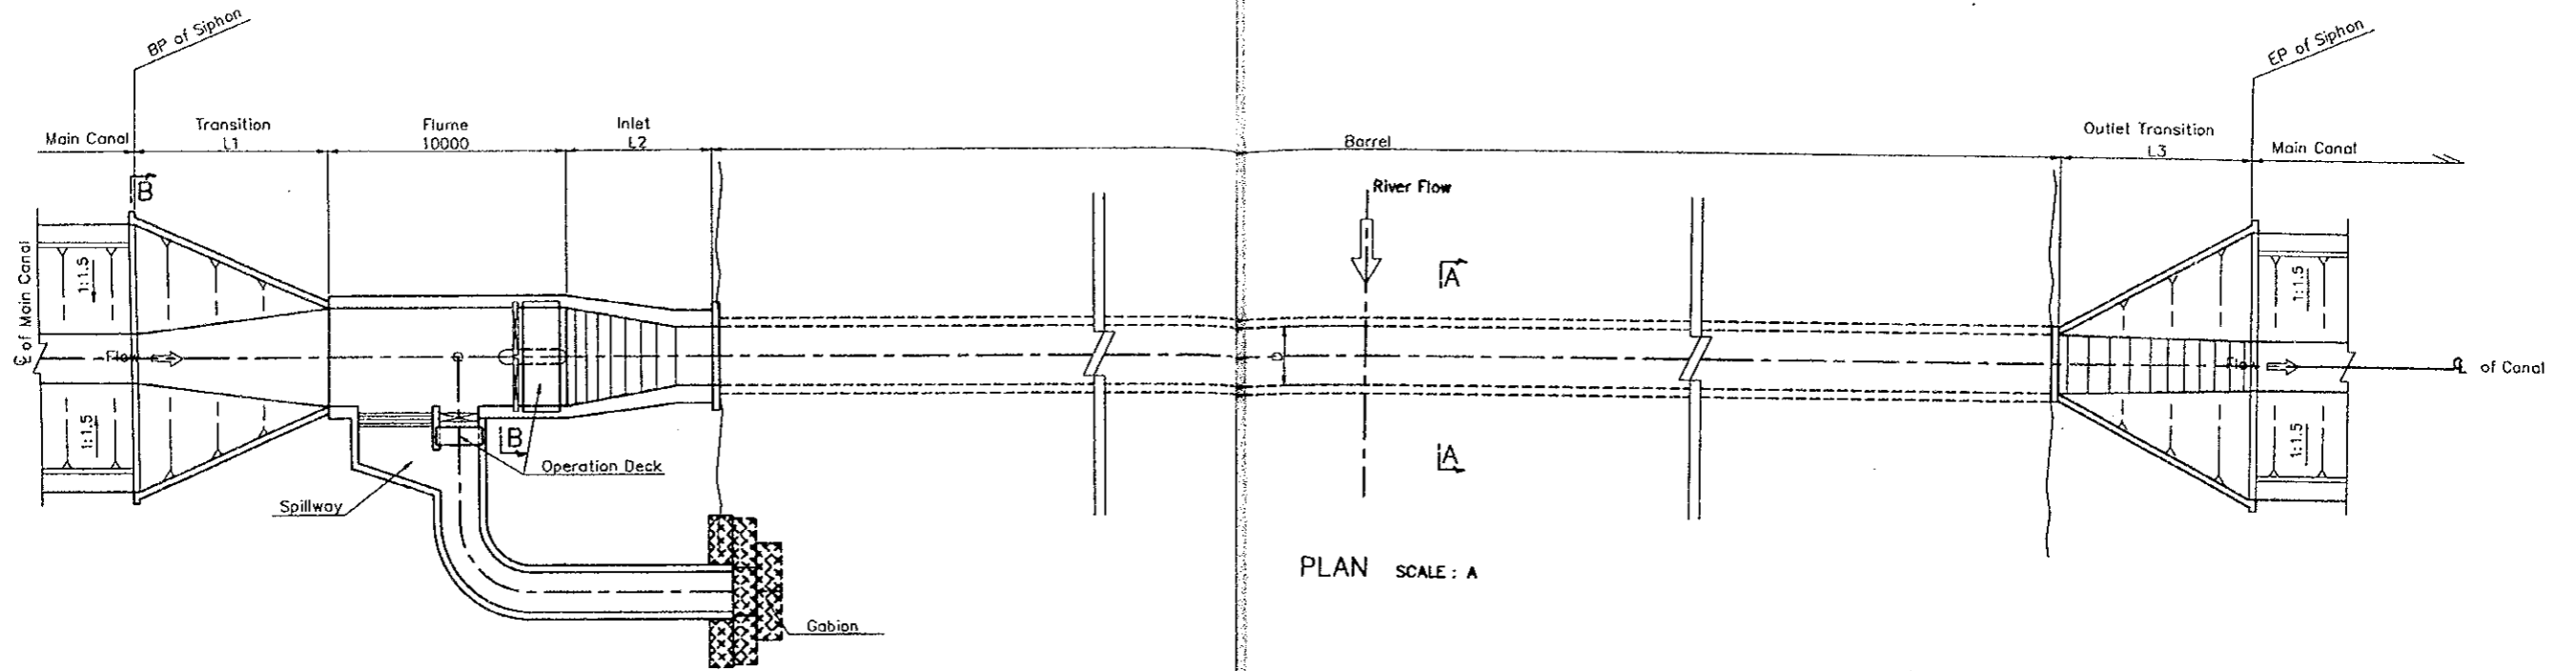 BP of Siphon
EP of Siphon
Main Canal
Transition
L1
Flume
10000
Inlet
L2
Barrel
Outlet Transition
L3
Main Canal
B
River Flow
A
℄ of Main Canal
1:1.5
1:1.5
Flow
1:1.5
1:1.5
Flow
℄ of Canal
B
Operation Deck
A
Spillway
PLAN SCALE : A
Gabion